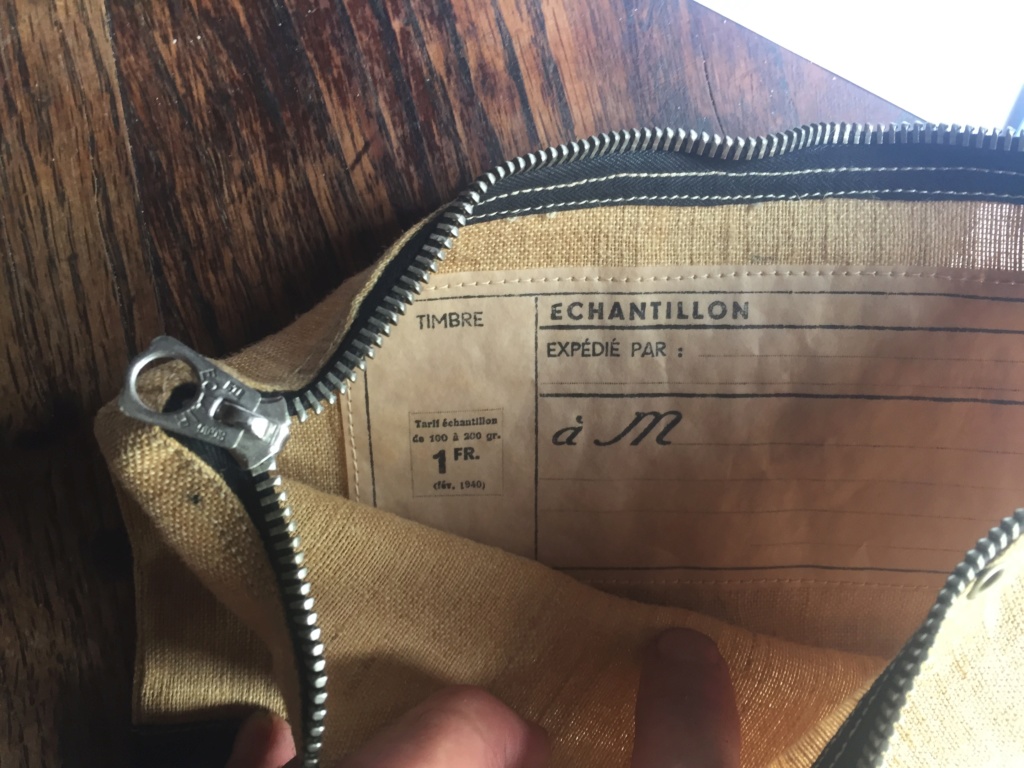 TIMBRE
ECHANTILLON
EXPÉDIÉ PAR :
à M
Tarif échantillon
de 100 à 200 gr.
1 FR.
(fév. 1940)